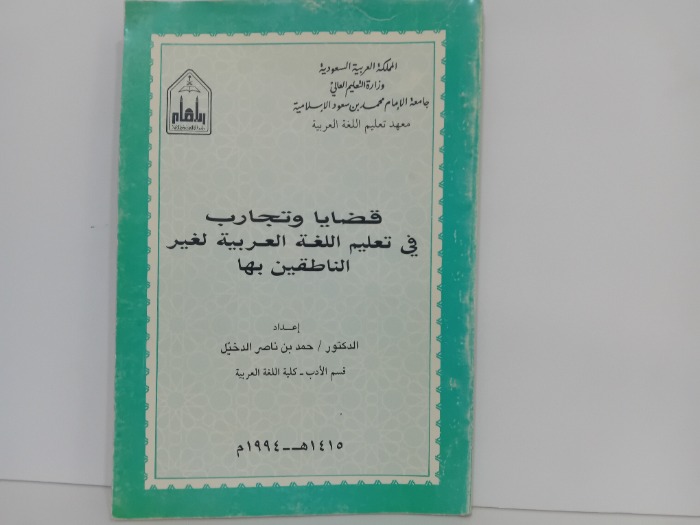 المملكة العربية السعودية
وزارة التعليم العالي
جامعة الإمام محمد بن سعود الإسلامية
معهد تعليم اللغة العربية
قضايا وتجارب
في تعليم اللغة العربية لغير
الناطقين بها
إعداد
الدكتور / حمد بن ناصر الدخيّل
قسم الأدب - كلية اللغة العربية
١٤١٥هـ - ١٩٩٤م